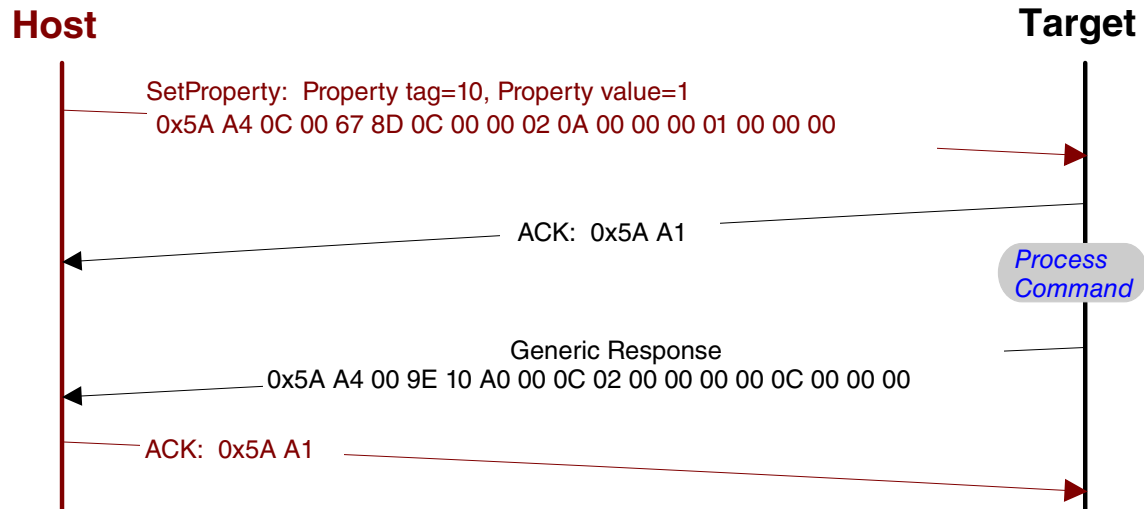 Host
Target
SetProperty: Property tag=10, Property value=1
0x5A A4 0C 00 67 8D 0C 00 00 02 0A 00 00 00 01 00 00 00
ACK: 0x5A A1
Process
Command
Generic Response
0x5A A4 00 9E 10 A0 00 0C 02 00 00 00 00 0C 00 00 00
ACK: 0x5A A1